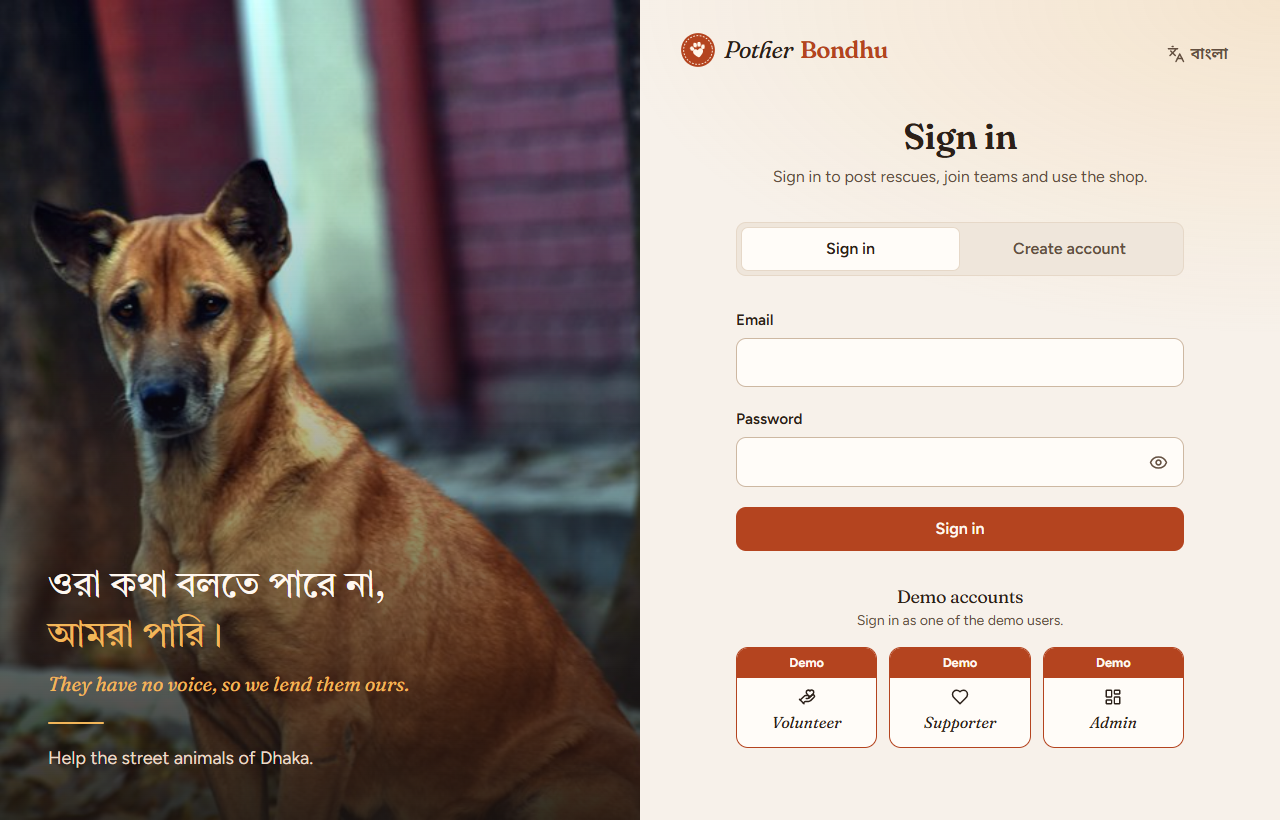 ওরা কথা বলতে পারে না,
আমরা পারি।
They have no voice, so we lend them ours.
Help the street animals of Dhaka.
Pother Bondhu
বাংলা
Sign in
Sign in to post rescues, join teams and use the shop.
Sign in Create account
Email
Password
Sign in
Demo accounts
Sign in as one of the demo users.
Demo Demo Demo
Volunteer Supporter Admin